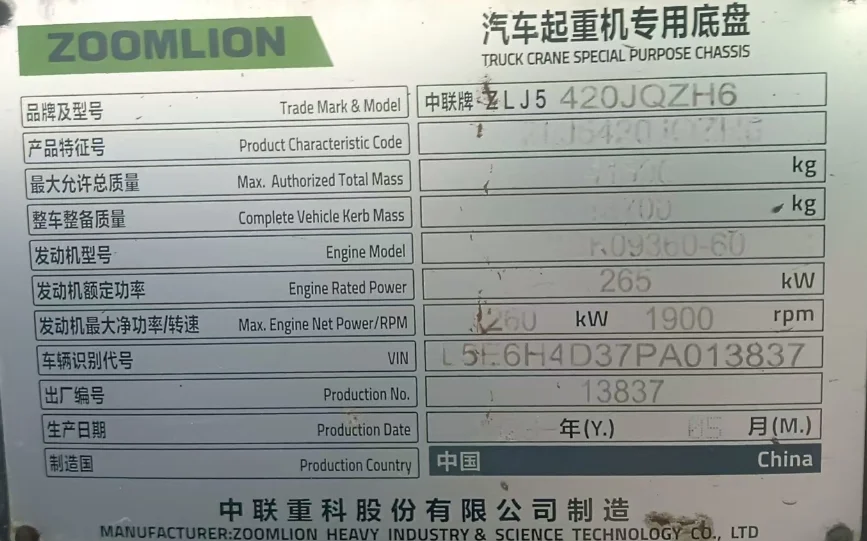 ZOOMLION
汽车起重机专用底盘
TRUCK CRANE SPECIAL PURPOSE CHASSIS
品牌及型号 Trade Mark & Model 中联牌 ZLJ5 420JQZH6
产品特征号 Product Characteristic Code ZLJ5420JQZH6
最大允许总质量 Max. Authorized Total Mass kg
整车整备质量 Complete Vehicle Kerb Mass kg
发动机型号 Engine Model K09360-60
发动机额定功率 Engine Rated Power 265 kW
发动机最大净功率/转速 Max. Engine Net Power/RPM 260 kW 1900 rpm
车辆识别代号 VIN L5E6H4D37PA013837
出厂编号 Production No. 13837
生产日期 Production Date 年(Y.) 05 月(M.)
制造国 Production Country 中国 China
中联重科股份有限公司制造
MANUFACTURER:ZOOMLION HEAVY INDUSTRY & SCIENCE TECHNOLOGY CO., LTD